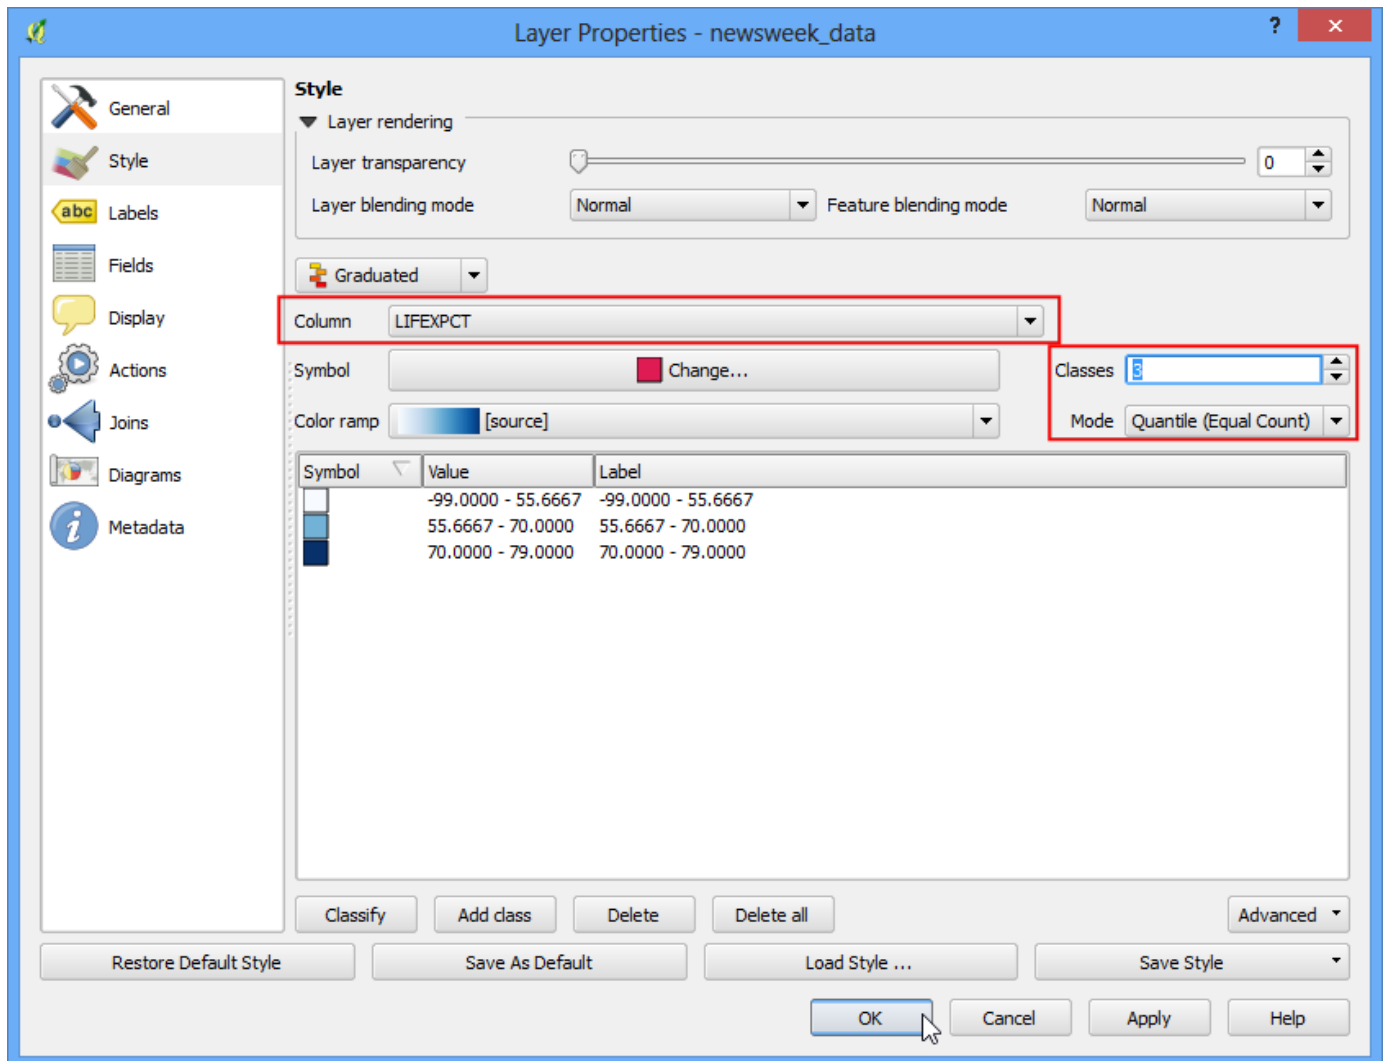 Layer Properties - newsweek_data
?
General
Style
Labels
abc
Fields
Display
Actions
Joins
Diagrams
Metadata
Style
Layer rendering
Layer transparency 0
Layer blending mode Normal Feature blending mode Normal
Graduated
Column LIFEXPCT
Symbol Change... Classes 3
Color ramp [source] Mode Quantile (Equal Count)
Symbol Value Label
-99.0000 - 55.6667 -99.0000 - 55.6667
55.6667 - 70.0000 55.6667 - 70.0000
70.0000 - 79.0000 70.0000 - 79.0000
Classify Add class Delete Delete all Advanced
Restore Default Style Save As Default Load Style ... Save Style
OK Cancel Apply Help